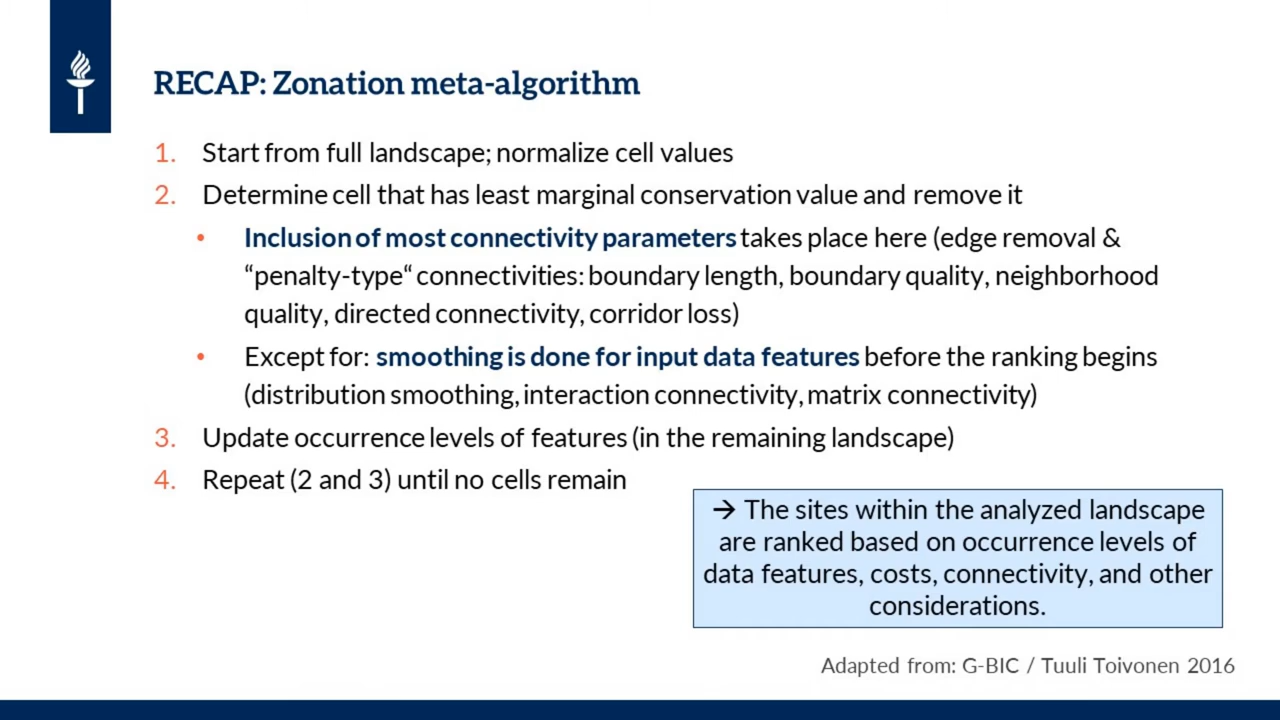 RECAP: Zonation meta-algorithm
1. Start from full landscape; normalize cell values
2. Determine cell that has least marginal conservation value and remove it
• Inclusion of most connectivity parameters takes place here (edge removal &
“penalty-type“ connectivities: boundary length, boundary quality, neighborhood
quality, directed connectivity, corridor loss)
• Except for: smoothing is done for input data features before the ranking begins
(distribution smoothing, interaction connectivity, matrix connectivity)
3. Update occurrence levels of features (in the remaining landscape)
4. Repeat (2 and 3) until no cells remain
→ The sites within the analyzed landscape
are ranked based on occurrence levels of
data features, costs, connectivity, and other
considerations.
Adapted from: G-BIC / Tuuli Toivonen 2016